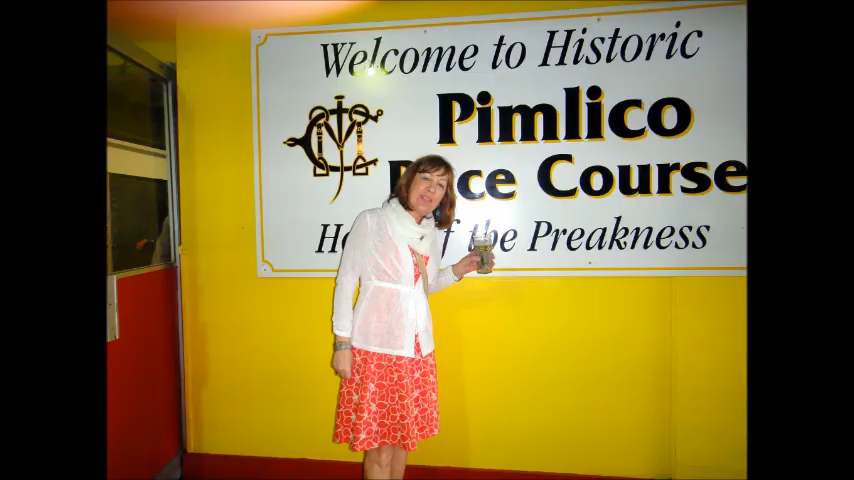 Welcome to Historic
Pimlico
Course
the Preakness